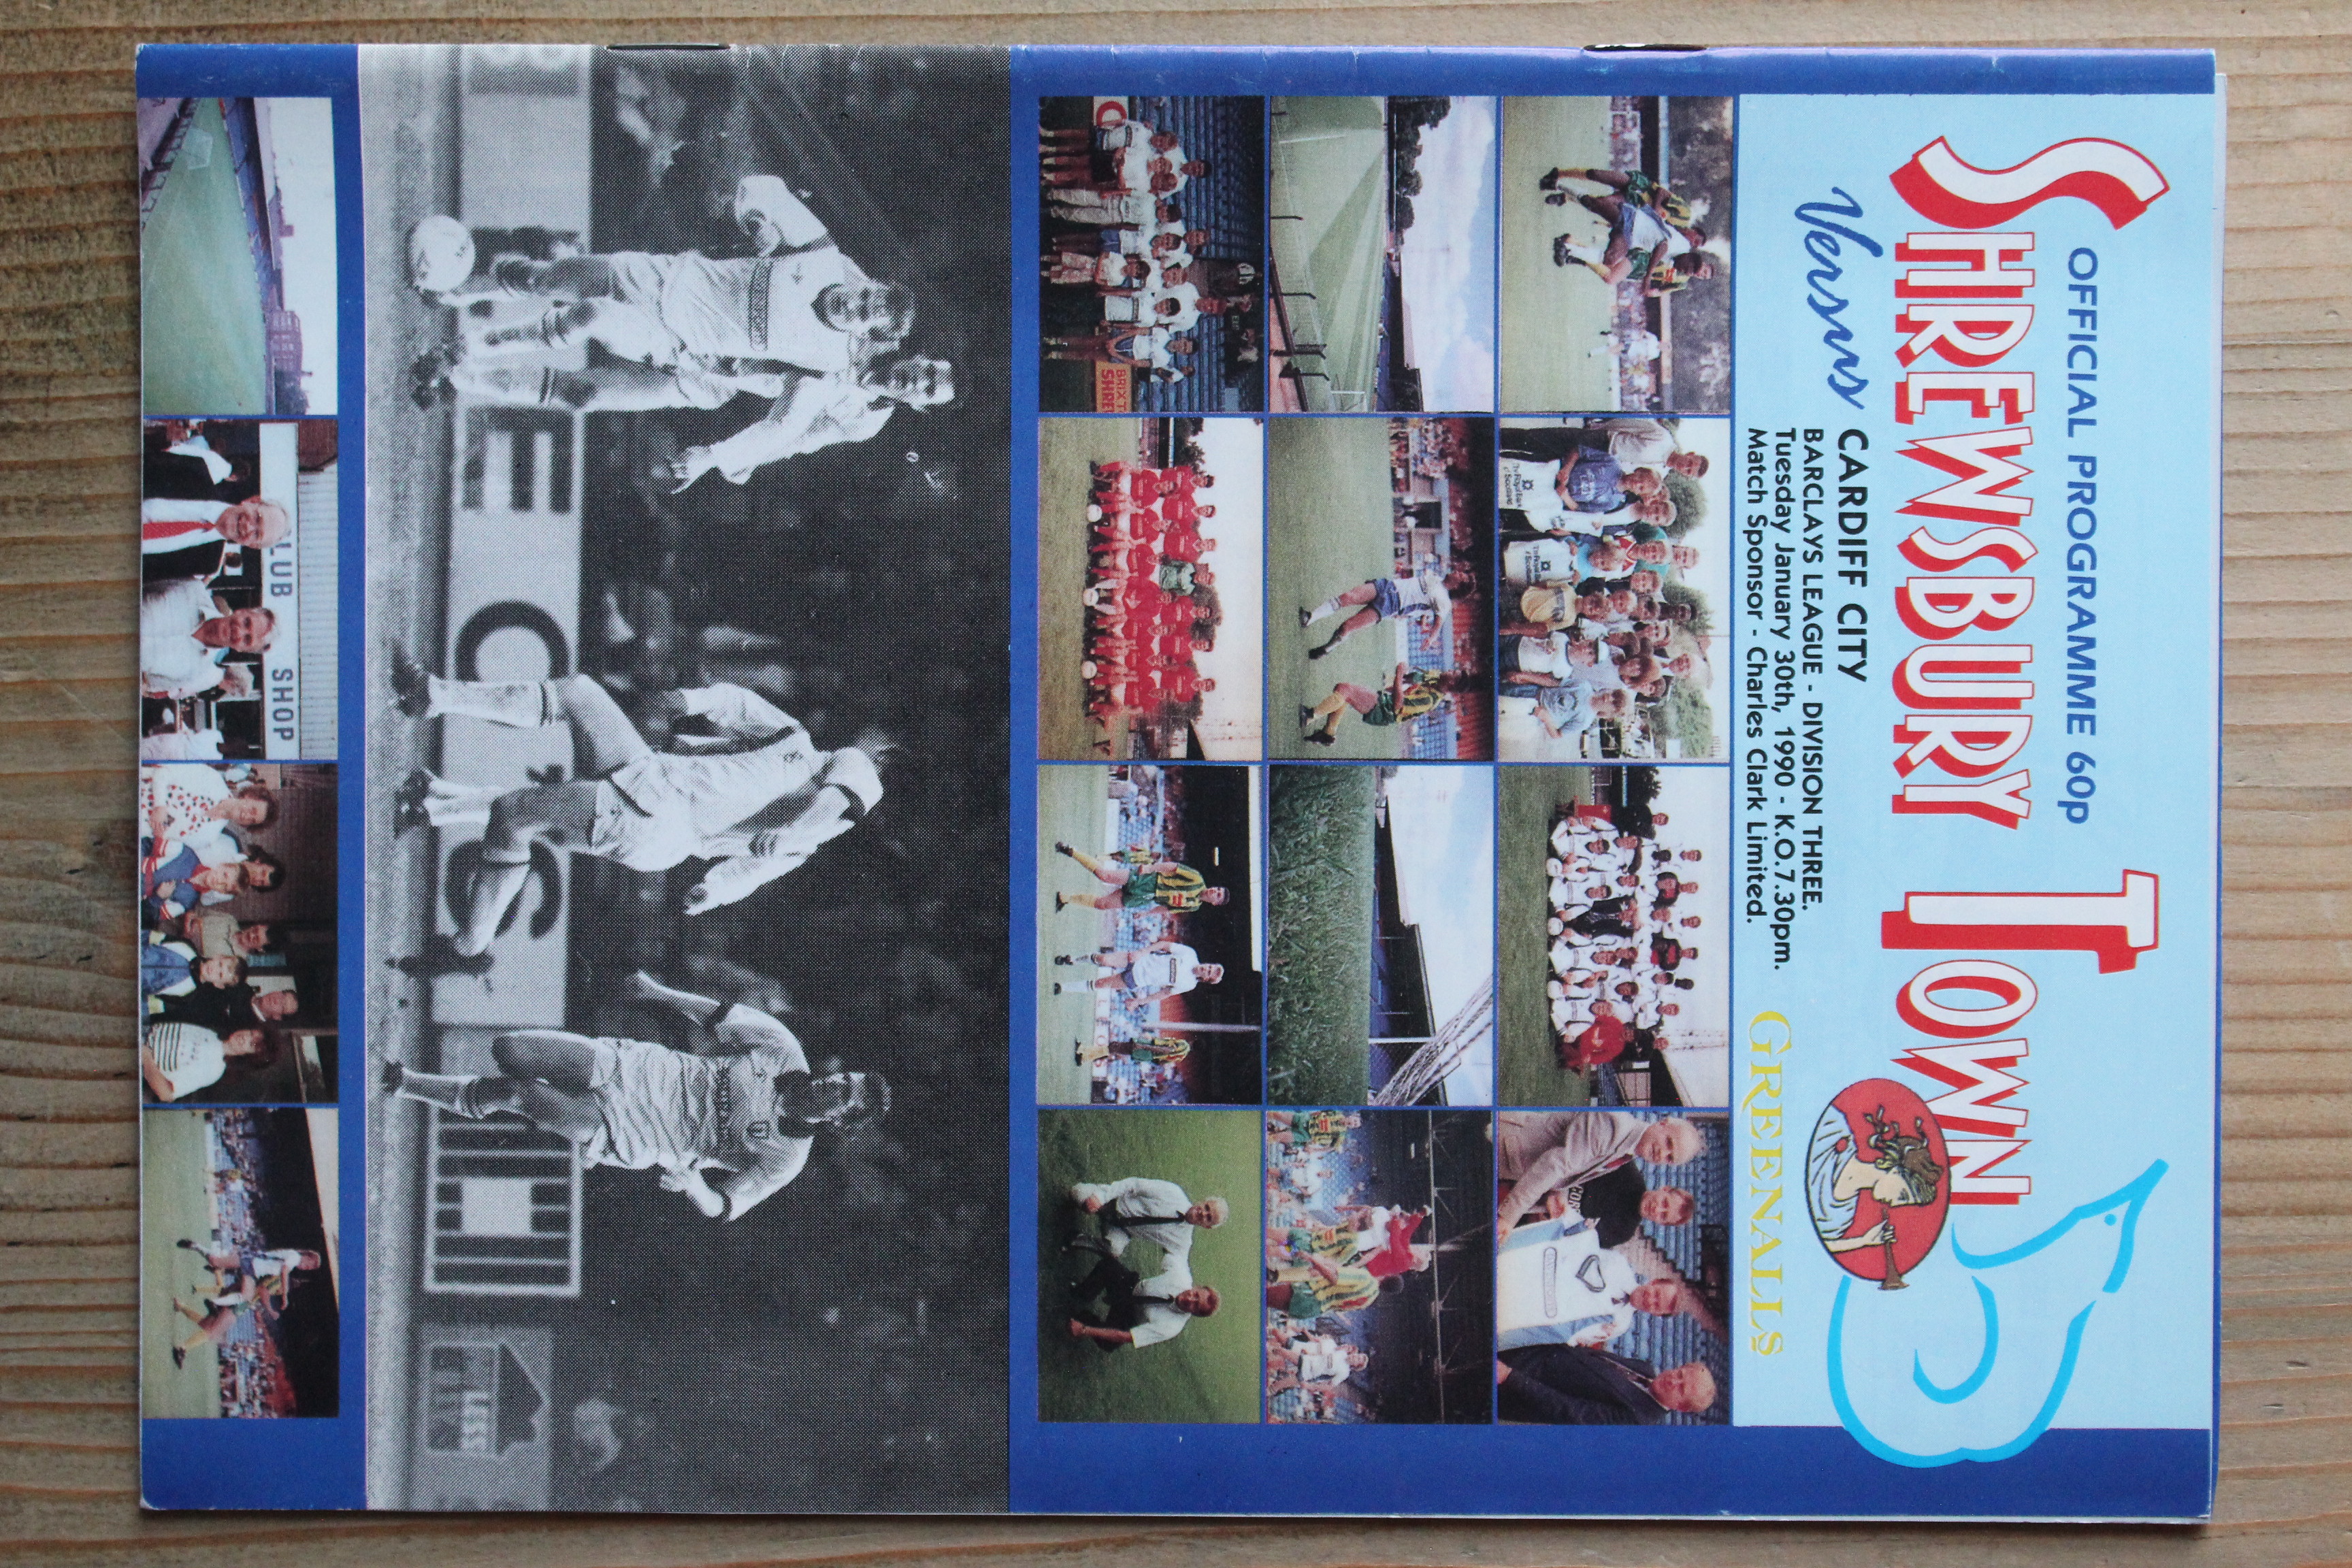 OFFICIAL PROGRAMME 60p
SHREWSBURY TOWN
Versus CARDIFF CITY
BARCLAYS LEAGUE - DIVISION THREE.
Tuesday January 30th, 1990 - K.O.7.30pm.
Match Sponsor - Charles Clark Limited.
GREENALLS
CLUB SHOP